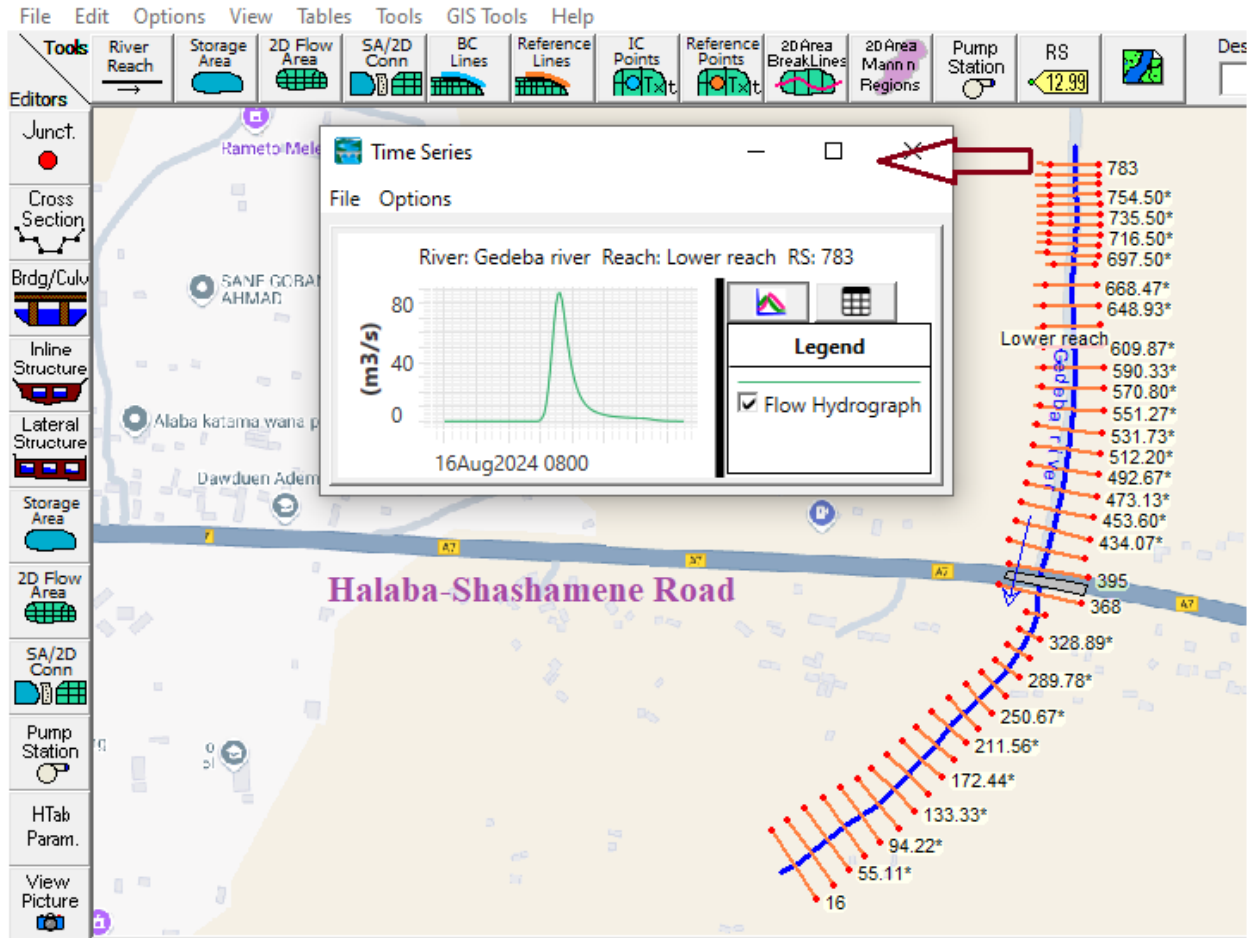 File Edit Options View Tables Tools GIS Tools Help
Tools
Editors
River
Reach
Storage
Area
2D Flow
Area
SA/2D
Conn
BC
Lines
Reference
Lines
IC
Points
Reference
Points
2D Area
BreakLines
2D Area
Mann n
Regions
Pump
Station
RS
12.99
Des
Junct.
Cross
Section
Brdg/Culv
Inline
Structure
Lateral
Structure
Storage
Area
2D Flow
Area
SA/2D
Conn
Pump
Station
HTab
Param.
View
Picture
Rameto Mele
SANE GOBA
AHMAD
Alaba katama wana p
Dawduen Adem
Time Series
File Options
River: Gedeba river Reach: Lower reach RS: 783
80
40
0
(m3/s)
16Aug2024 0800
Legend
Flow Hydrograph
783
754.50*
735.50*
716.50*
697.50*
668.47*
648.93*
Lower reach
609.87*
590.33*
570.80*
551.27*
531.73*
512.20*
492.67*
473.13*
453.60*
434.07*
Gedeba river
A7
A7
A7
A7
395
368
Halaba-Shashamene Road
328.89*
289.78*
250.67*
211.56*
172.44*
133.33*
94.22*
55.11*
16